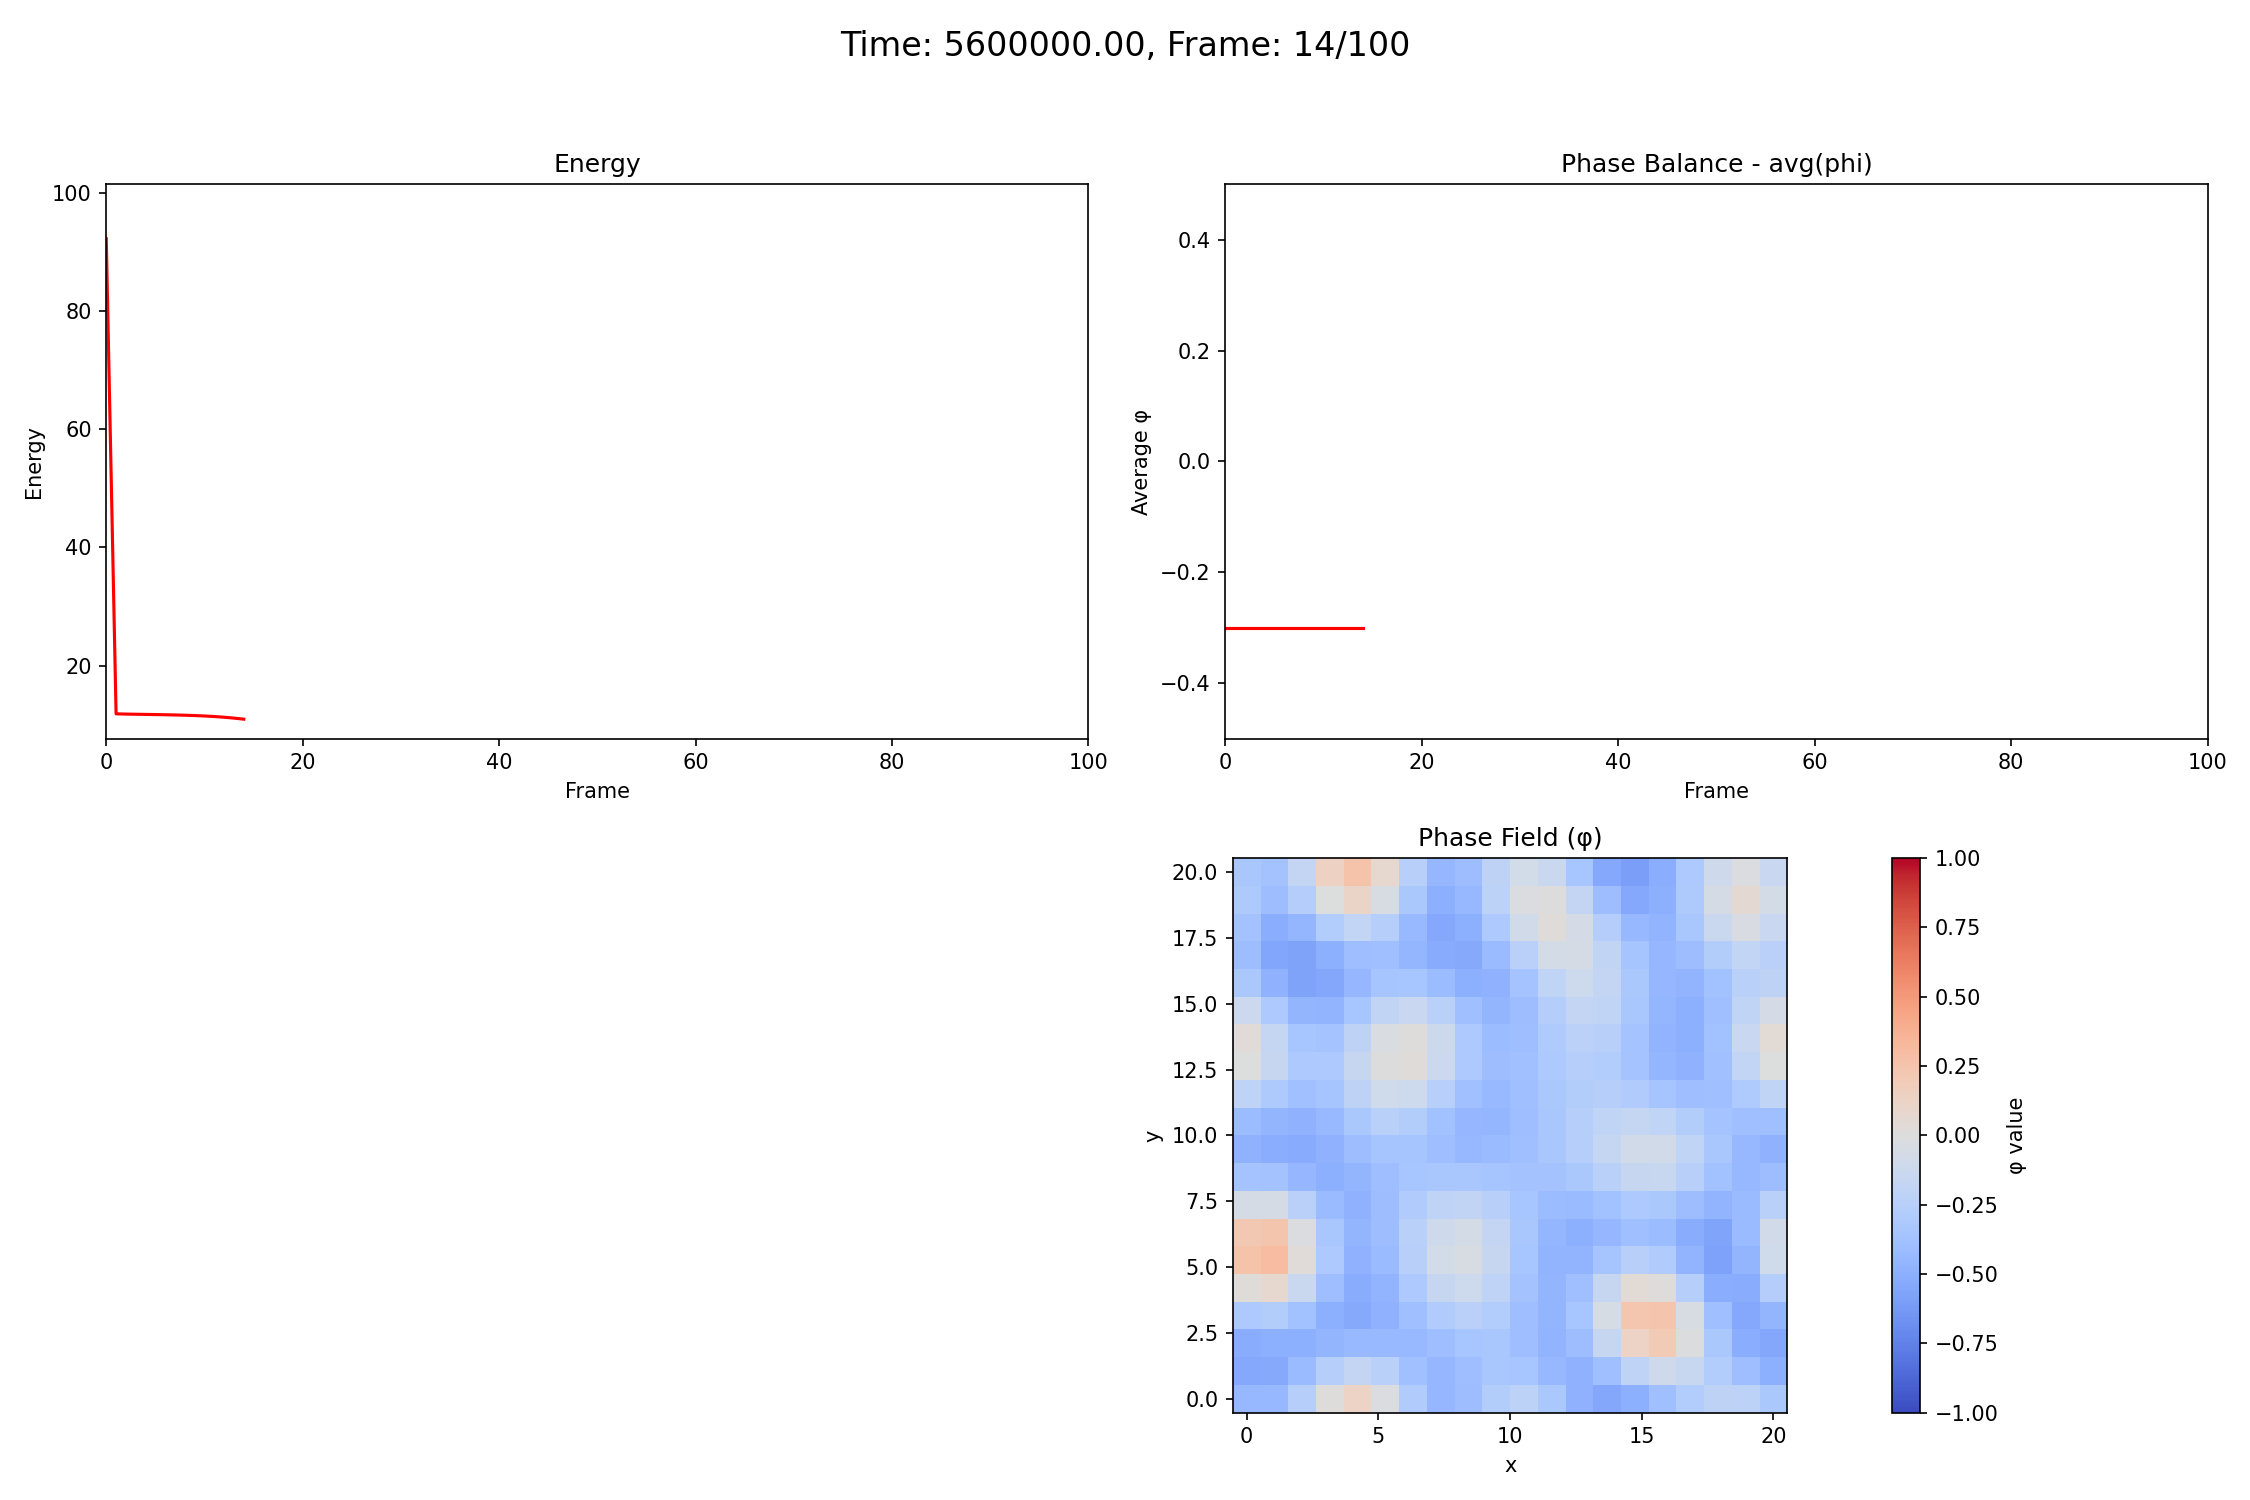 Time: 5600000.00, Frame: 14/100
Energy
100
80
60
40
20
Energy
0 20 40 60 80 100
Frame
Phase Balance - avg(phi)
0.4
0.2
0.0
−0.2
−0.4
Average φ
0 20 40 60 80 100
Frame
Phase Field (φ)
20.0
17.5
15.0
12.5
10.0
7.5
5.0
2.5
0.0
y
0 5 10 15 20
x
1.00
0.75
0.50
0.25
0.00
−0.25
−0.50
−0.75
−1.00
φ value